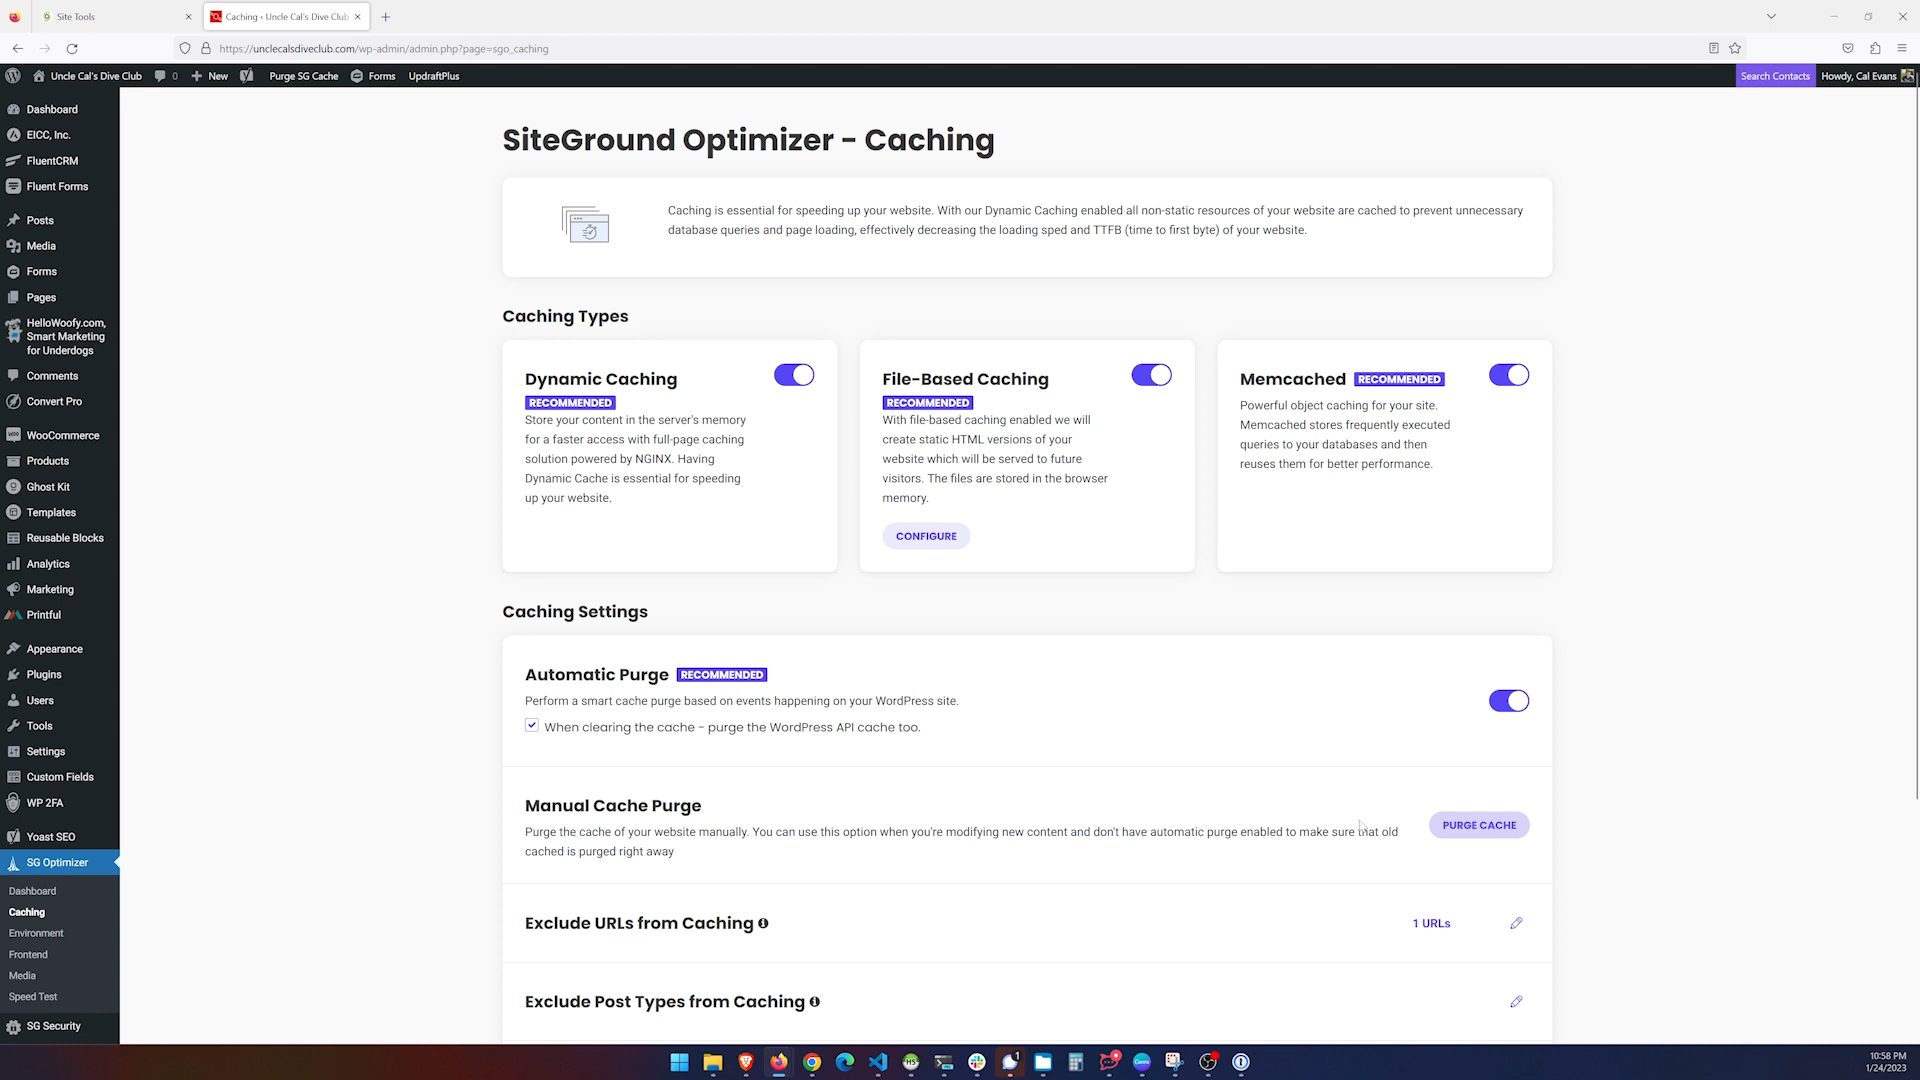 Site Tools
Caching ‹ Uncle Cal's Dive Club
https://unclecalsdiveclub.com/wp-admin/admin.php?page=sgo_caching
Uncle Cal's Dive Club
0
New
Purge SG Cache
Forms
UpdraftPlus
Search Contacts
Howdy, Cal Evans
Dashboard
EICC, Inc.
FluentCRM
Fluent Forms
Posts
Media
Forms
Pages
HelloWoofy.com,
Smart Marketing
for Underdogs
Comments
Convert Pro
WooCommerce
Products
Ghost Kit
Templates
Reusable Blocks
Analytics
Marketing
Printful
Appearance
Plugins
Users
Tools
Settings
Custom Fields
WP 2FA
Yoast SEO
SG Optimizer
Dashboard
Caching
Environment
Frontend
Media
Speed Test
SG Security
SiteGround Optimizer - Caching
Caching is essential for speeding up your website. With our Dynamic Caching enabled all non-static resources of your website are cached to prevent unnecessary
database queries and page loading, effectively decreasing the loading sped and TTFB (time to first byte) of your website.
Caching Types
Dynamic Caching
RECOMMENDED
Store your content in the server's memory
for a faster access with full-page caching
solution powered by NGINX. Having
Dynamic Cache is essential for speeding
up your website.
File-Based Caching
RECOMMENDED
With file-based caching enabled we will
create static HTML versions of your
website which will be served to future
visitors. The files are stored in the browser
memory.
CONFIGURE
Memcached RECOMMENDED
Powerful object caching for your site.
Memcached stores frequently executed
queries to your databases and then
reuses them for better performance.
Caching Settings
Automatic Purge RECOMMENDED
Perform a smart cache purge based on events happening on your WordPress site.
When clearing the cache - purge the WordPress API cache too.
Manual Cache Purge
Purge the cache of your website manually. You can use this option when you're modifying new content and don't have automatic purge enabled to make sure that old
cached is purged right away
PURGE CACHE
Exclude URLs from Caching
1 URLs
Exclude Post Types from Caching
10:58 PM
1/24/2023